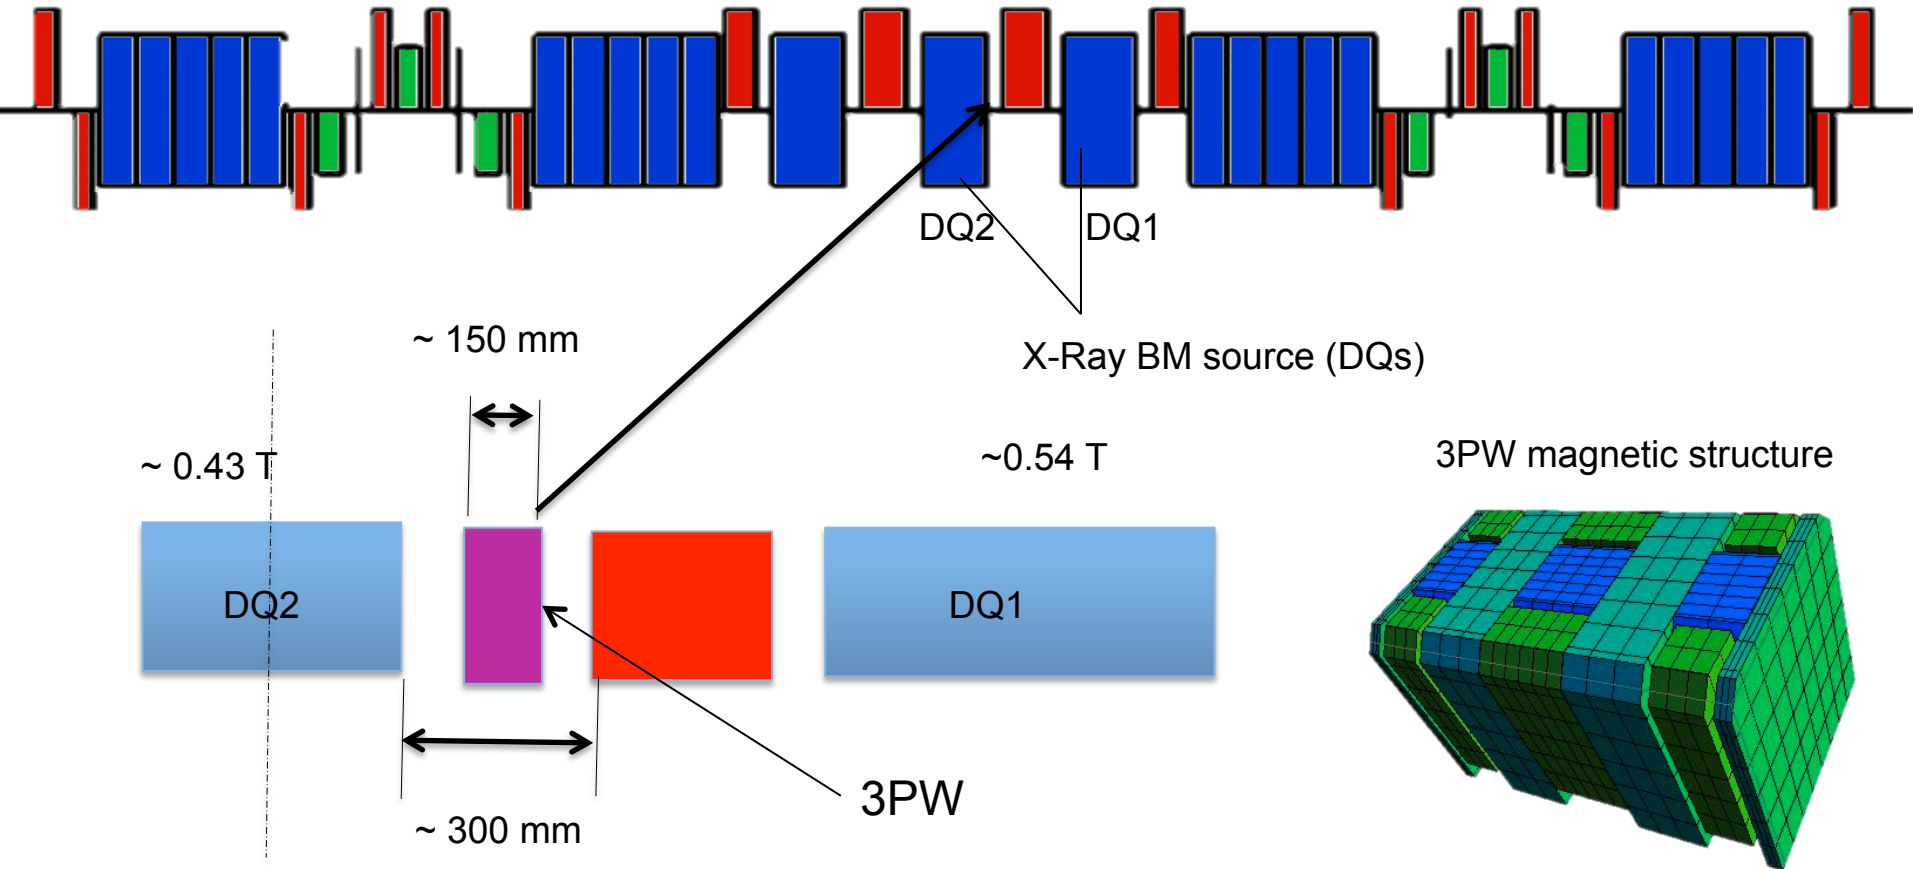 DQ2
DQ1
~ 150 mm
X-Ray BM source (DQs)
~ 0.43 T
~0.54 T
3PW magnetic structure
DQ2
DQ1
3PW
~ 300 mm